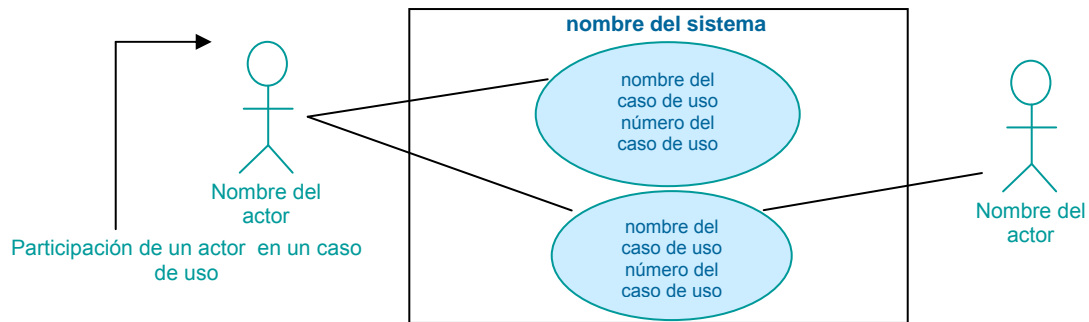 nombre del sistema
nombre del
caso de uso
número del
caso de uso
Nombre del
actor
Participación de un actor en un caso
de uso
nombre del
caso de uso
número del
caso de uso
Nombre del
actor